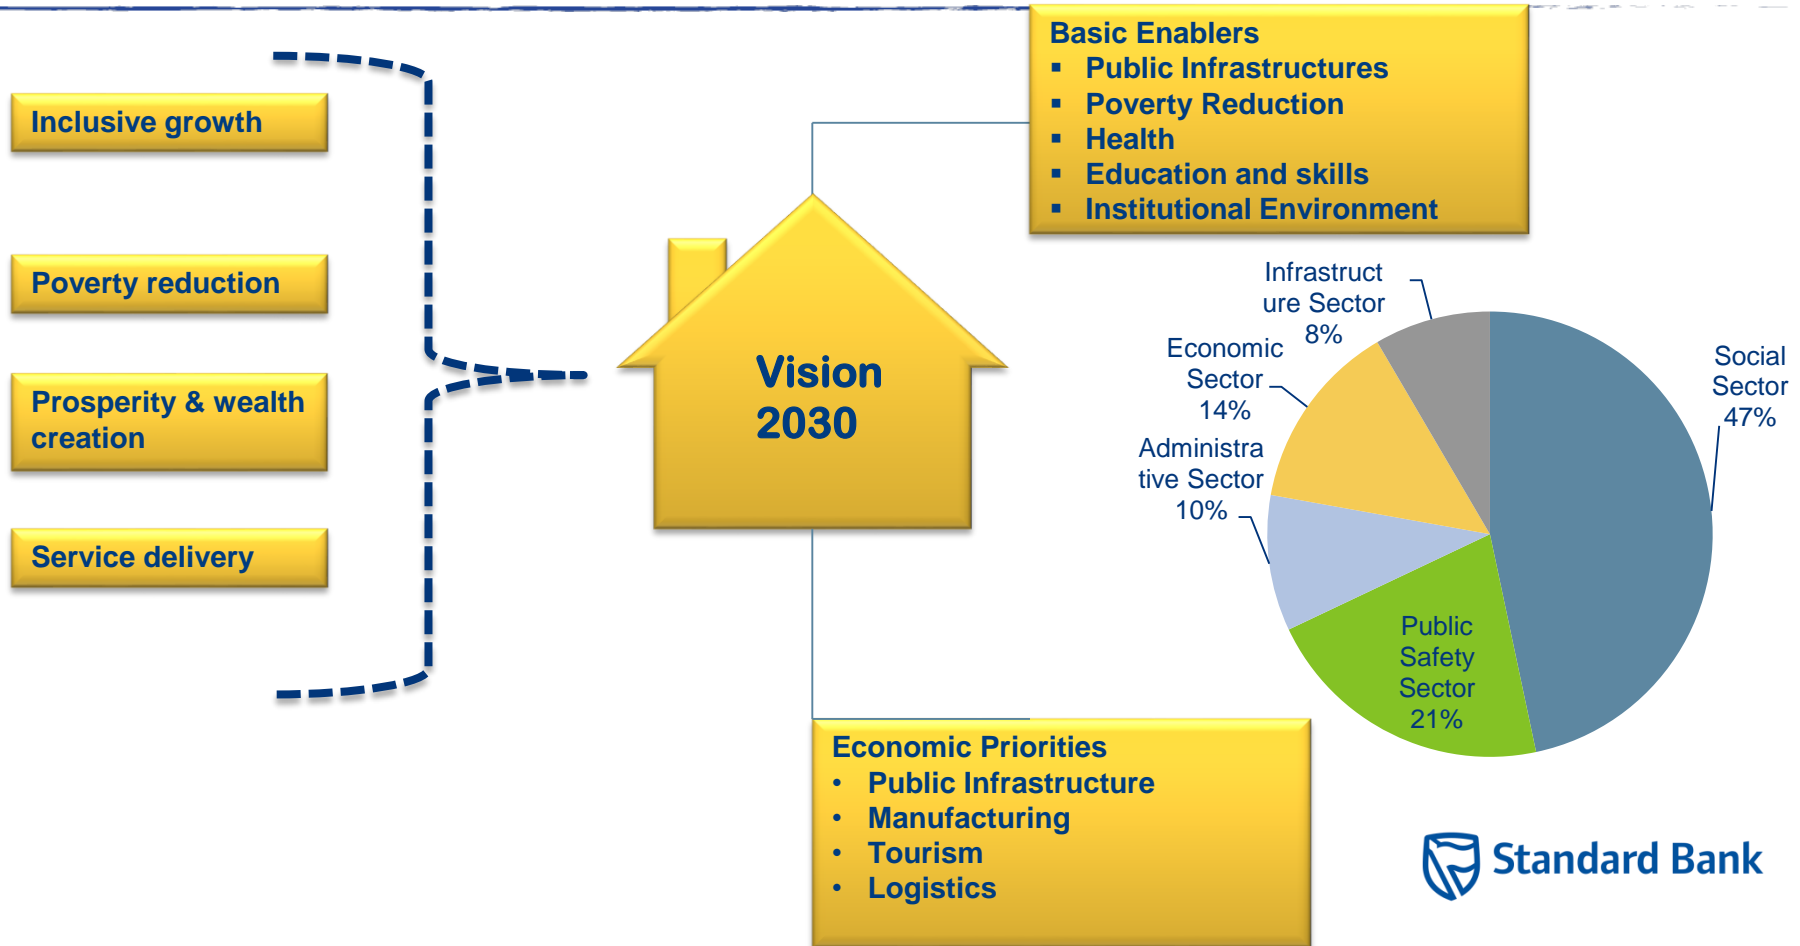 Inclusive growth
Poverty reduction
Prosperity & wealth
creation
Service delivery
Vision
2030
Basic Enablers
▪ Public Infrastructures
▪ Poverty Reduction
▪ Health
▪ Education and skills
▪ Institutional Environment
Infrastruct
ure Sector
8%
Economic
Sector
14%
Administra
tive Sector
10%
Public
Safety
Sector
21%
Social
Sector
47%
Economic Priorities
• Public Infrastructure
• Manufacturing
• Tourism
• Logistics
Standard Bank